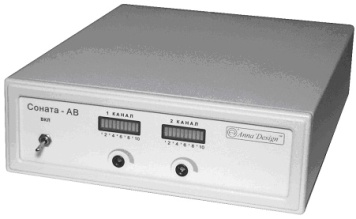 Соната - АВ
ВКЛ
1 КАНАЛ
2 4 6 8 10
2 КАНАЛ
2 4 6 8 10
Anna Design